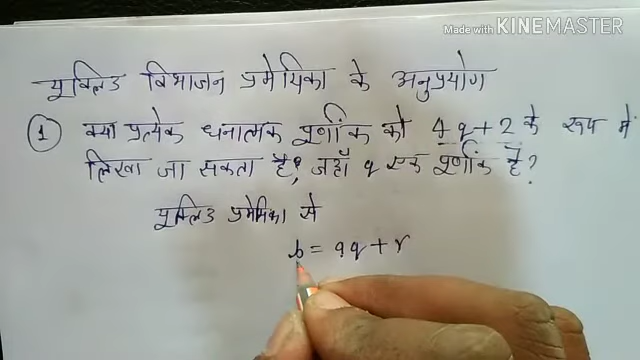 Made with KINEMASTER
यूक्लिड विभाजन प्रमेयिका के अनुप्रयोग
1 क्या प्रत्येक धनात्मक पूर्णांक को 4q+2 के रूप में
लिखा जा सकता है, जहाँ q एक पूर्णांक है?
यूक्लिड प्रमेयिका से
b = aq + r